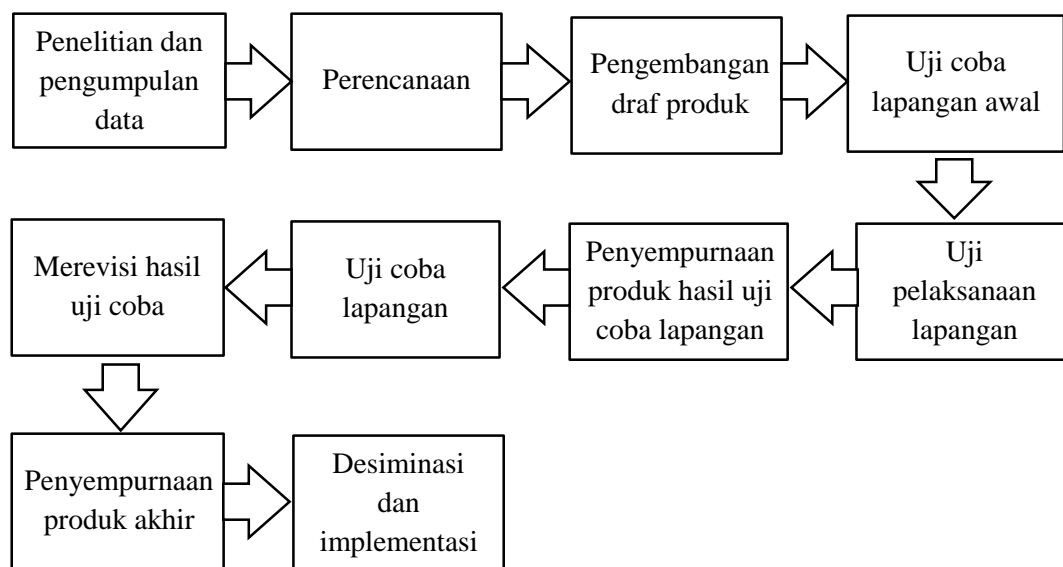 Penelitian dan
pengumpulan
data
Perencanaan
Pengembangan
draf produk
Uji coba
lapangan awal
Uji
pelaksanaan
lapangan
Penyempurnaan
produk hasil uji
coba lapangan
Uji coba
lapangan
Merevisi hasil
uji coba
Penyempurnaan
produk akhir
Desiminasi
dan
implementasi